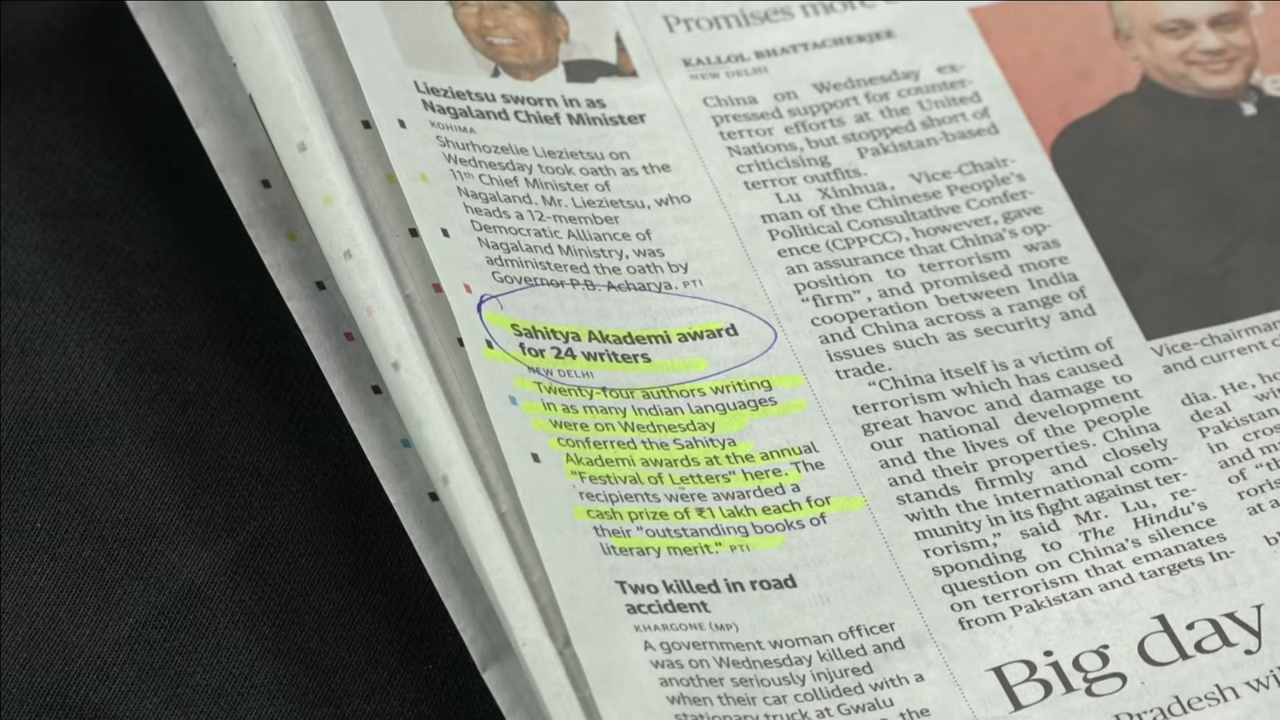 Liezietsu sworn in as
Nagaland Chief Minister
KOHIMA
Shurhozelie Liezietsu on
Wednesday took oath as the
11th Chief Minister of
Nagaland. Mr. Liezietsu, who
heads a 12-member
Democratic Alliance of
Nagaland Ministry, was
administered the oath by
Governor P.B. Acharya. PTI
Sahitya Akademi award
for 24 writers
NEW DELHI
Twenty-four authors writing
in as many Indian languages
were on Wednesday
conferred the Sahitya
Akademi awards at the annual
"Festival of Letters" here. The
recipients were awarded a
cash prize of ₹1 lakh each for
their "outstanding books of
literary merit." PTI
Two killed in road
accident
KHARGONE (MP)
A government woman officer
was on Wednesday killed and
another seriously injured
when their car collided with a
stationary truck at Gwalu
the
Promises more
KALLOL BHATTACHERJEE
NEW DELHI
China on Wednesday ex-
pressed support for counter-
terror efforts at the United
Nations, but stopped short of
criticising Pakistan-based
terror outfits.
Lu Xinhua, Vice-Chair-
man of the Chinese People's
Political Consultative Confer-
ence (CPPCC), however, gave
an assurance that China's op-
position to terrorism was
"firm", and promised more
cooperation between India
and China across a range of
issues such as security and
trade.
"China itself is a victim of
terrorism which has caused
great havoc and damage to
our national development
and the lives of the people
and their properties. China
stands firmly and closely
with the international com-
munity in its fight against ter-
rorism," said Mr. Lu, re-
sponding to The Hindu's
question on China's silence
on terrorism that emanates
from Pakistan and targets In-
Vice-chairman
and current
dia. He, ho
deal wi
Pakistan
in cros
and m
of "th
roris
at a
Big day
Pradesh wi